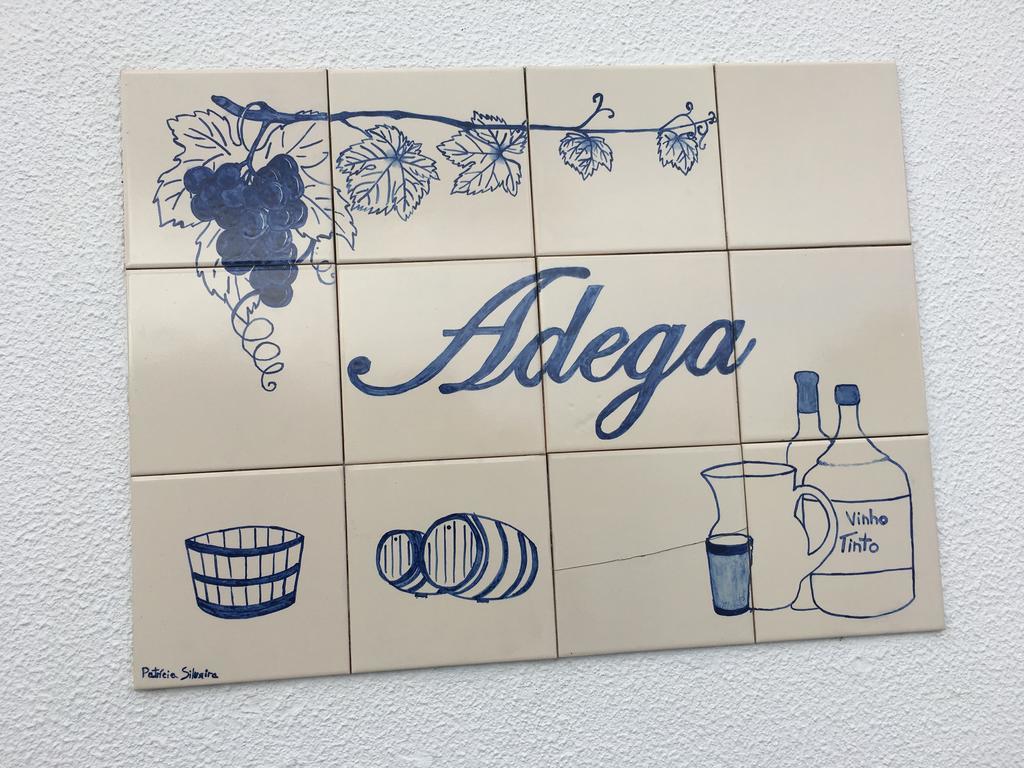 Adega
Vinho
Tinto
Patrícia Silveira